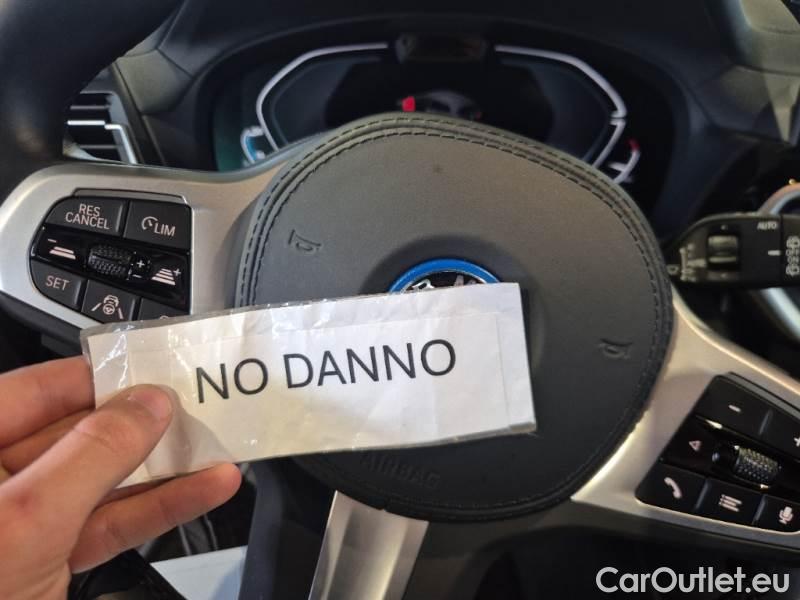 RES
CANCEL
LIM
+
SET
AUTO
NO DANNO
AIRBAG
-
+
CarOutlet.eu